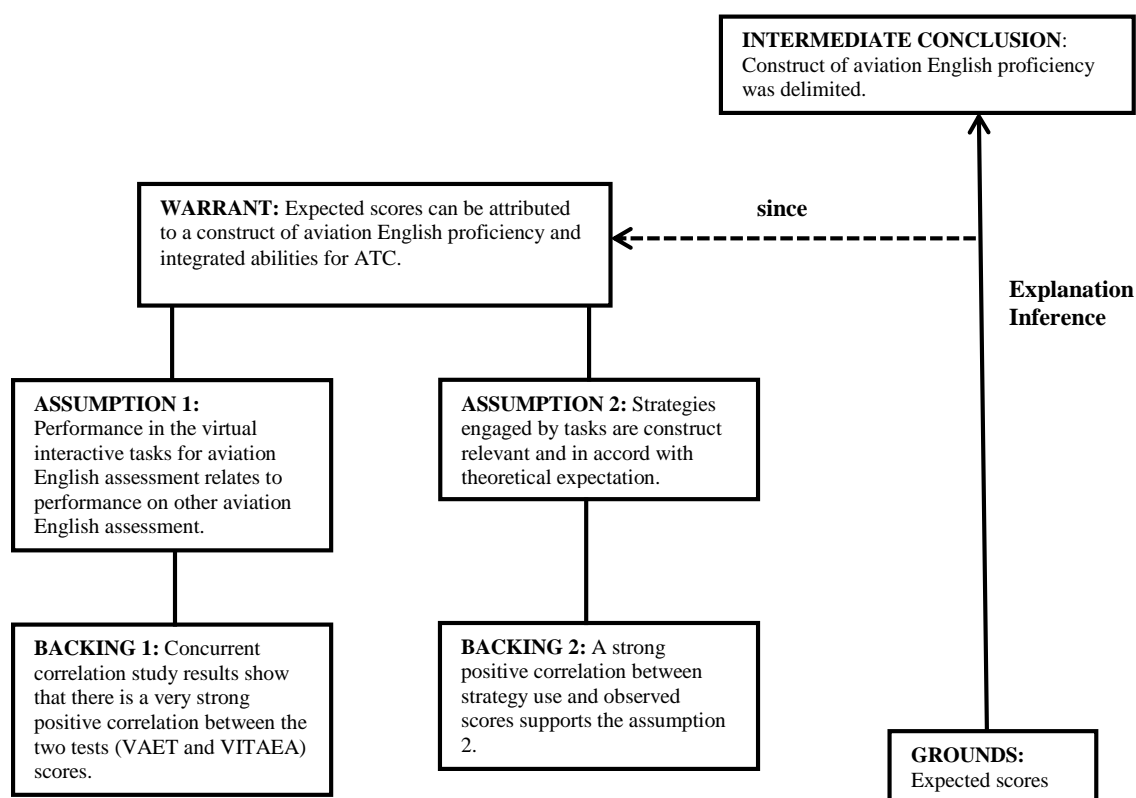 INTERMEDIATE CONCLUSION:
Construct of aviation English proficiency
was delimited.
WARRANT: Expected scores can be attributed
to a construct of aviation English proficiency and
integrated abilities for ATC.
since
Explanation
Inference
ASSUMPTION 1:
Performance in the virtual
interactive tasks for aviation
English assessment relates to
performance on other aviation
English assessment.
ASSUMPTION 2: Strategies
engaged by tasks are construct
relevant and in accord with
theoretical expectation.
BACKING 1: Concurrent
correlation study results show
that there is a very strong
positive correlation between the
two tests (VAET and VITAEA)
scores.
BACKING 2: A strong
positive correlation between
strategy use and observed
scores supports the assumption
2.
GROUNDS:
Expected scores